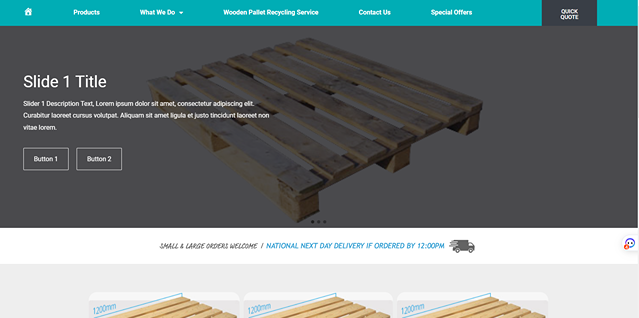 Products
What We Do
Wooden Pallet Recycling Service
Contact Us
Special Offers
QUICK
QUOTE
Slide 1 Title
Slider 1 Description Text, Lorem ipsum dolor sit amet, consectetur adipiscing elit.
Curabitur laoreet cursus volutpat. Aliquam sit amet ligula et justo tincidunt laoreet non
vitae lorem.
Button 1
Button 2
SMALL & LARGE ORDERS WELCOME / NATIONAL NEXT DAY DELIVERY IF ORDERED BY 12:00PM
1200mm
1200mm
1200mm